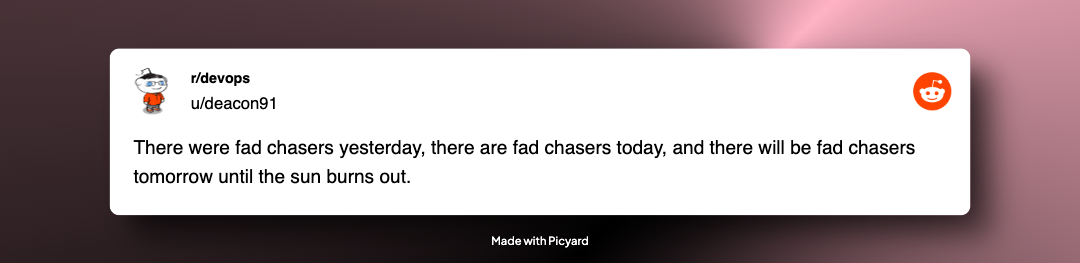 r/devops
u/deacon91
There were fad chasers yesterday, there are fad chasers today, and there will be fad chasers
tomorrow until the sun burns out.
Made with Picyard